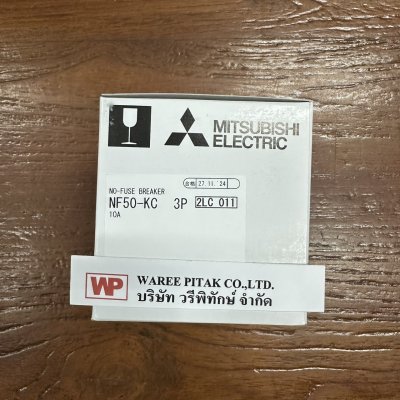 MITSUBISHI
ELECTRIC
27.11.'24
NO-FUSE BREAKER
NF50-KC 3P 2LC 011
10A
WP WAREE PITAK CO.,LTD.
บริษัท วรีพิทักษ์ จำกัด